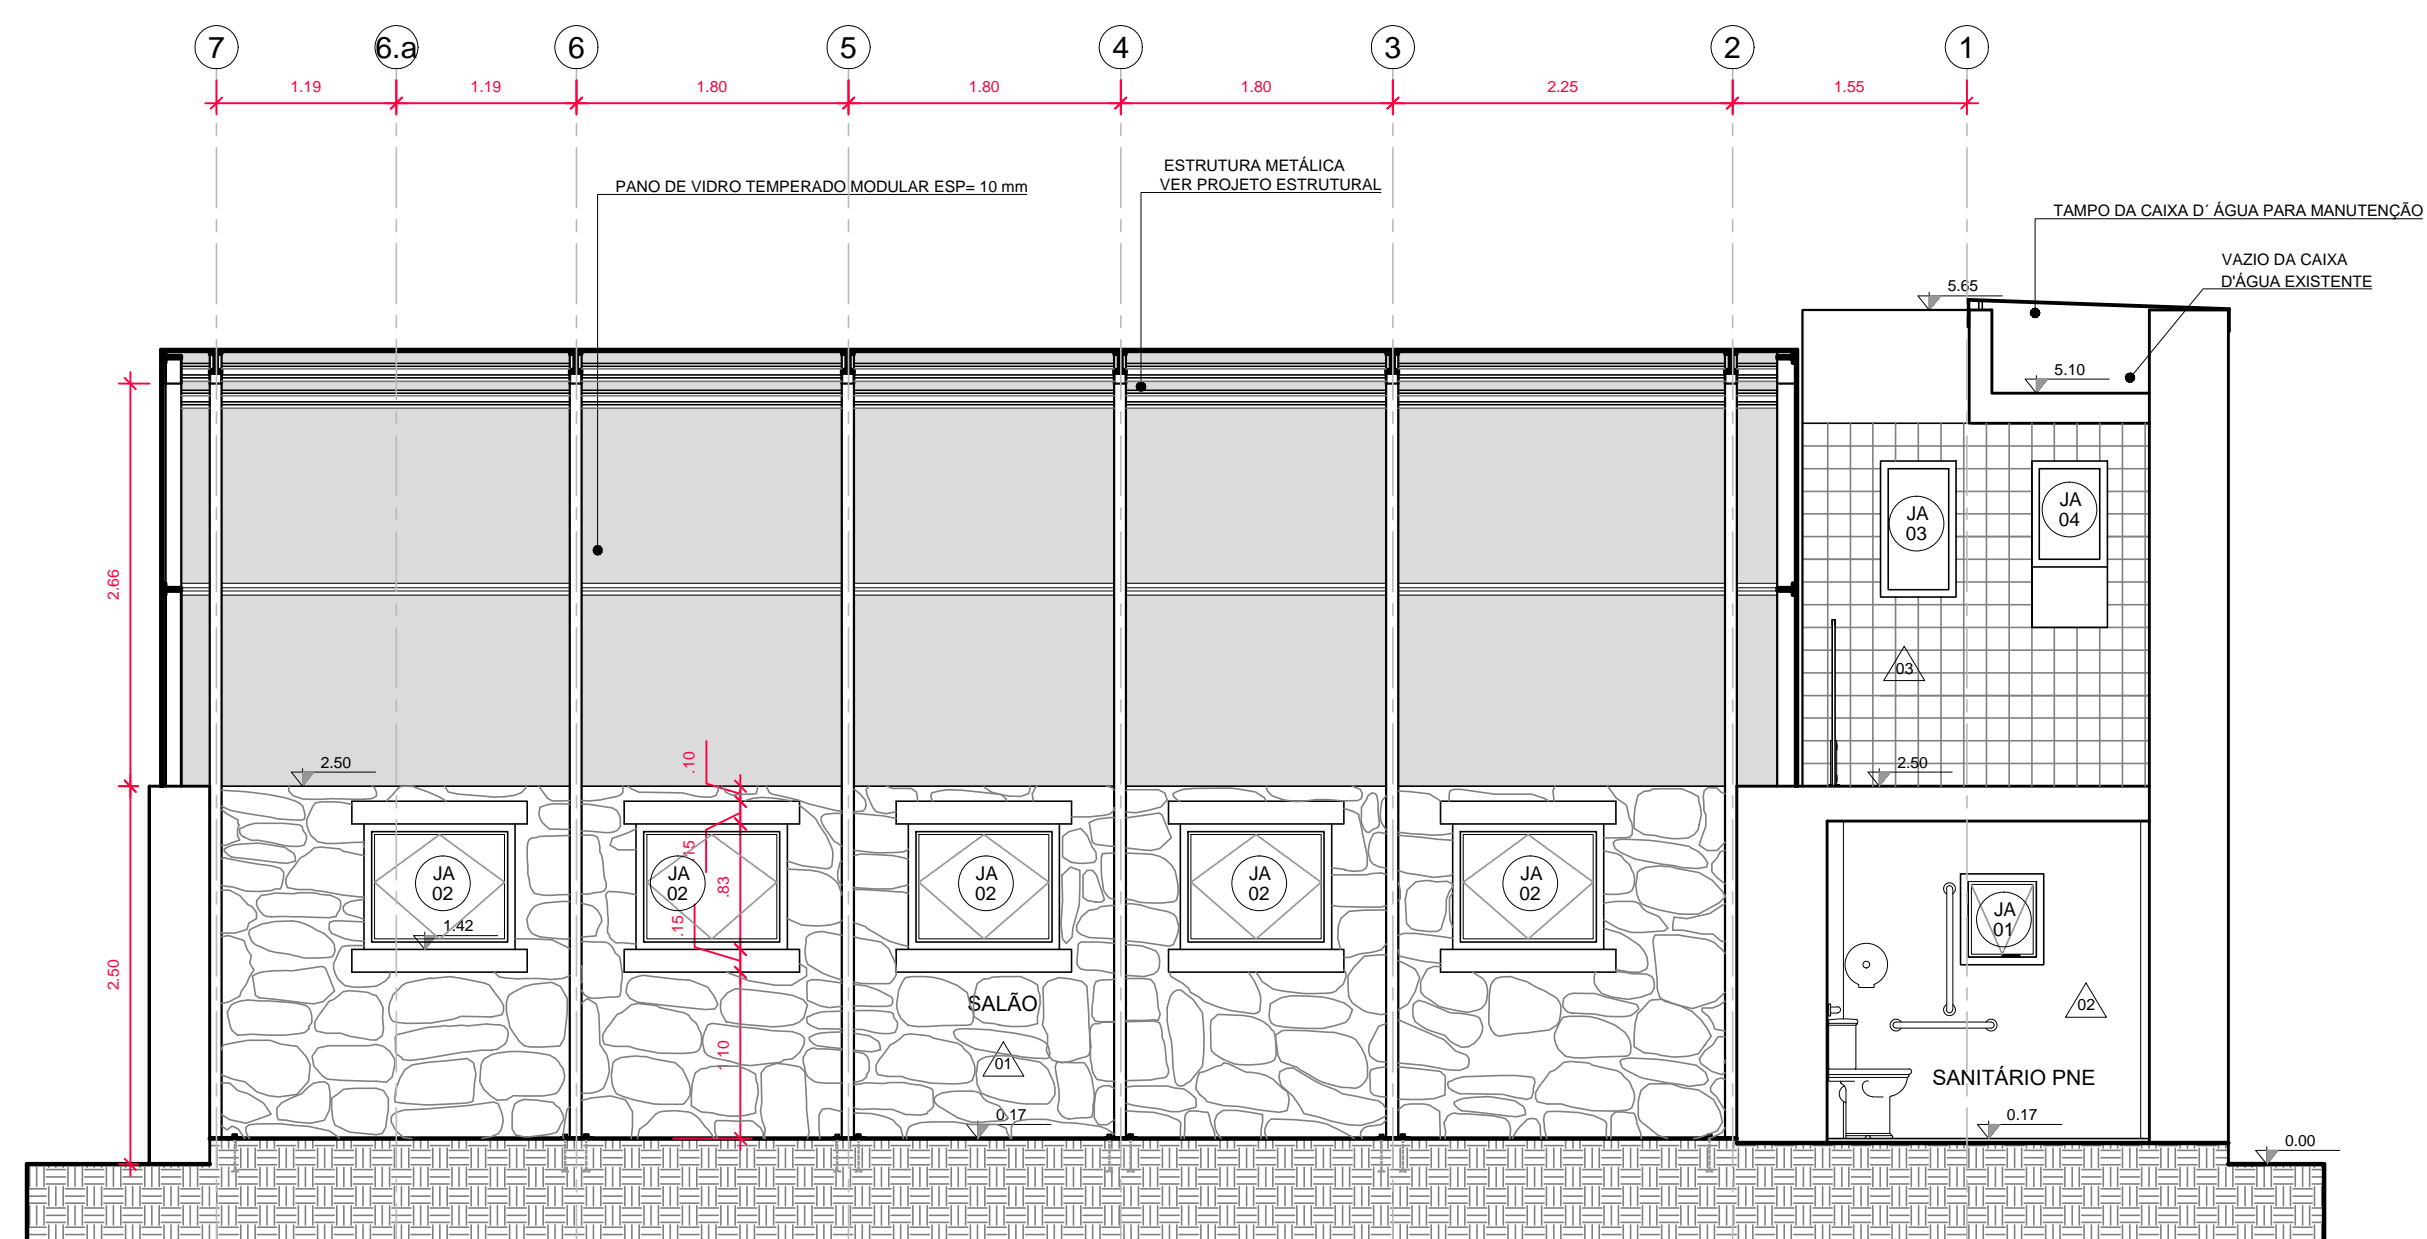 7 6.a 6 5 4 3 2 1
1.19 1.19 1.80 1.80 1.80 2.25 1.55
ESTRUTURA METÁLICA
VER PROJETO ESTRUTURAL
PANO DE VIDRO TEMPERADO MODULAR ESP= 10 mm
TAMPO DA CAIXA D´ ÁGUA PARA MANUTENÇÃO
VAZIO DA CAIXA
D'ÁGUA EXISTENTE
5.65
5.10
JA
03
JA
04
2.66
03
2.50
.10
2.50
JA
02
JA
02
JA
02
JA
02
JA
02
.15
.83
.15
1.42
JA
01
2.50
SALÃO
01
02
SANITÁRIO PNE
0.17
0.17
0.00